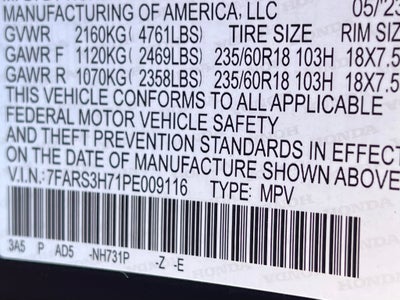 MANUFACTURING OF AMERICA, LLC 05/23
GVWR 2160KG ( 4761LBS) TIRE SIZE RIM SIZ
GAWR F 1120KG ( 2469LBS) 235/60R18 103H 18X7.5
GAWR R 1070KG ( 2358LBS) 235/60R18 103H 18X7.5
THIS VEHICLE CONFORMS TO ALL APPLICABLE
FEDERAL MOTOR VEHICLE SAFETY
AND THEFT PREVENTION STANDARDS IN EFFECT
ON THE DATE OF MANUFACTURE SHOWN ABOVE
V.I.N.:7FARS3H71PE009116 TYPE: MPV
3A5 P AD5 -NH731P -Z -E
HONDA